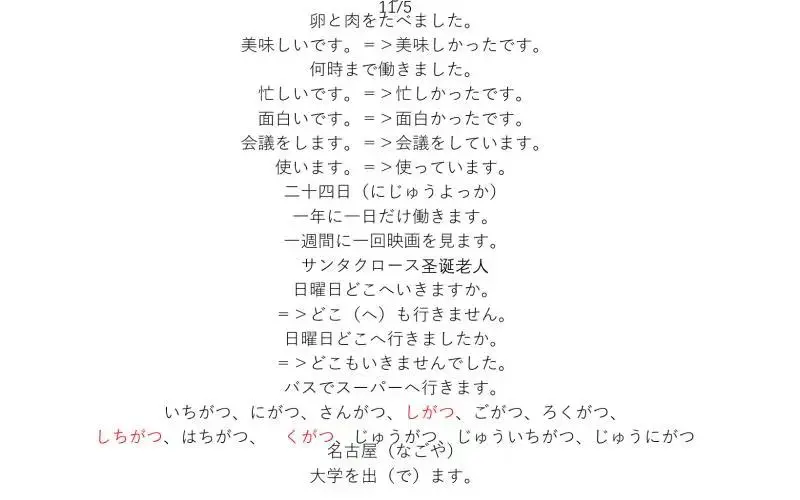 11/5
卵と肉をたべました。
美味しいです。＝＞美味しかったです。
何時まで働きました。
忙しいです。＝＞忙しかったです。
面白いです。＝＞面白かったです。
会議をします。＝＞会議をしています。
使います。＝＞使っています。
二十四日（にじゅうよっか）
一年に一日だけ働きます。
一週間に一回映画を見ます。
サンタクロース圣诞老人
日曜日どこへいきますか。
＝＞どこ（へ）も行きません。
日曜日どこへ行きましたか。
＝＞どこもいきませんでした。
バスでスーパーへ行きます。
いちがつ、にがつ、さんがつ、しがつ、ごがつ、ろくがつ、
しちがつ、はちがつ、　くがつ、じゅうがつ、じゅういちがつ、じゅうにがつ
名古屋（なごや）
大学を出（で）ます。